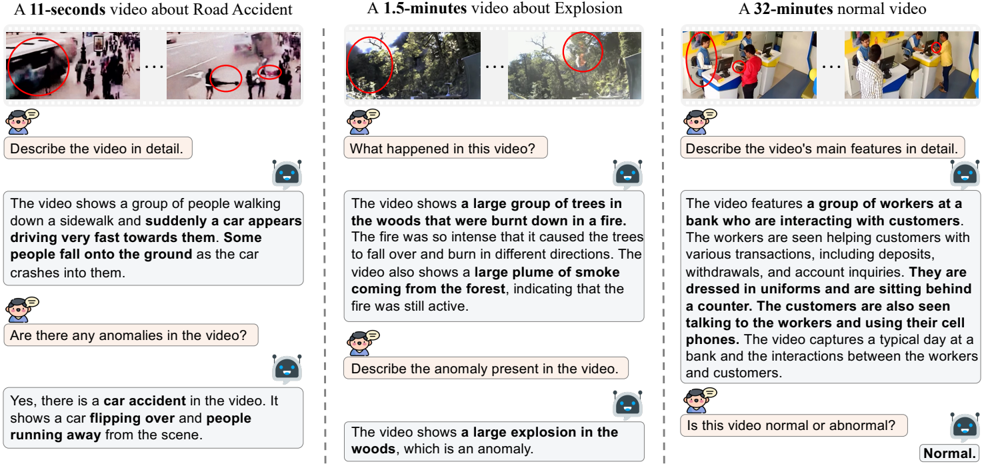 A 11-seconds video about Road Accident
Describe the video in detail.
The video shows a group of people walking
down a sidewalk and suddenly a car appears
driving very fast towards them. Some
people fall onto the ground as the car
crashes into them.
Are there any anomalies in the video?
Yes, there is a car accident in the video. It
shows a car flipping over and people
running away from the scene.
A 1.5-minutes video about Explosion
What happened in this video?
The video shows a large group of trees in
the woods that were burnt down in a fire.
The fire was so intense that it caused the trees
to fall over and burn in different directions. The
video also shows a large plume of smoke
coming from the forest, indicating that the
fire was still active.
Describe the anomaly present in the video.
The video shows a large explosion in the
woods, which is an anomaly.
A 32-minutes normal video
Describe the video's main features in detail.
The video features a group of workers at a
bank who are interacting with customers.
The workers are seen helping customers with
various transactions, including deposits,
withdrawals, and account inquiries. They are
dressed in uniforms and are sitting behind
a counter. The customers are also seen
talking to the workers and using their cell
phones. The video captures a typical day at a
bank and the interactions between the workers
and customers.
Is this video normal or abnormal?
Normal.